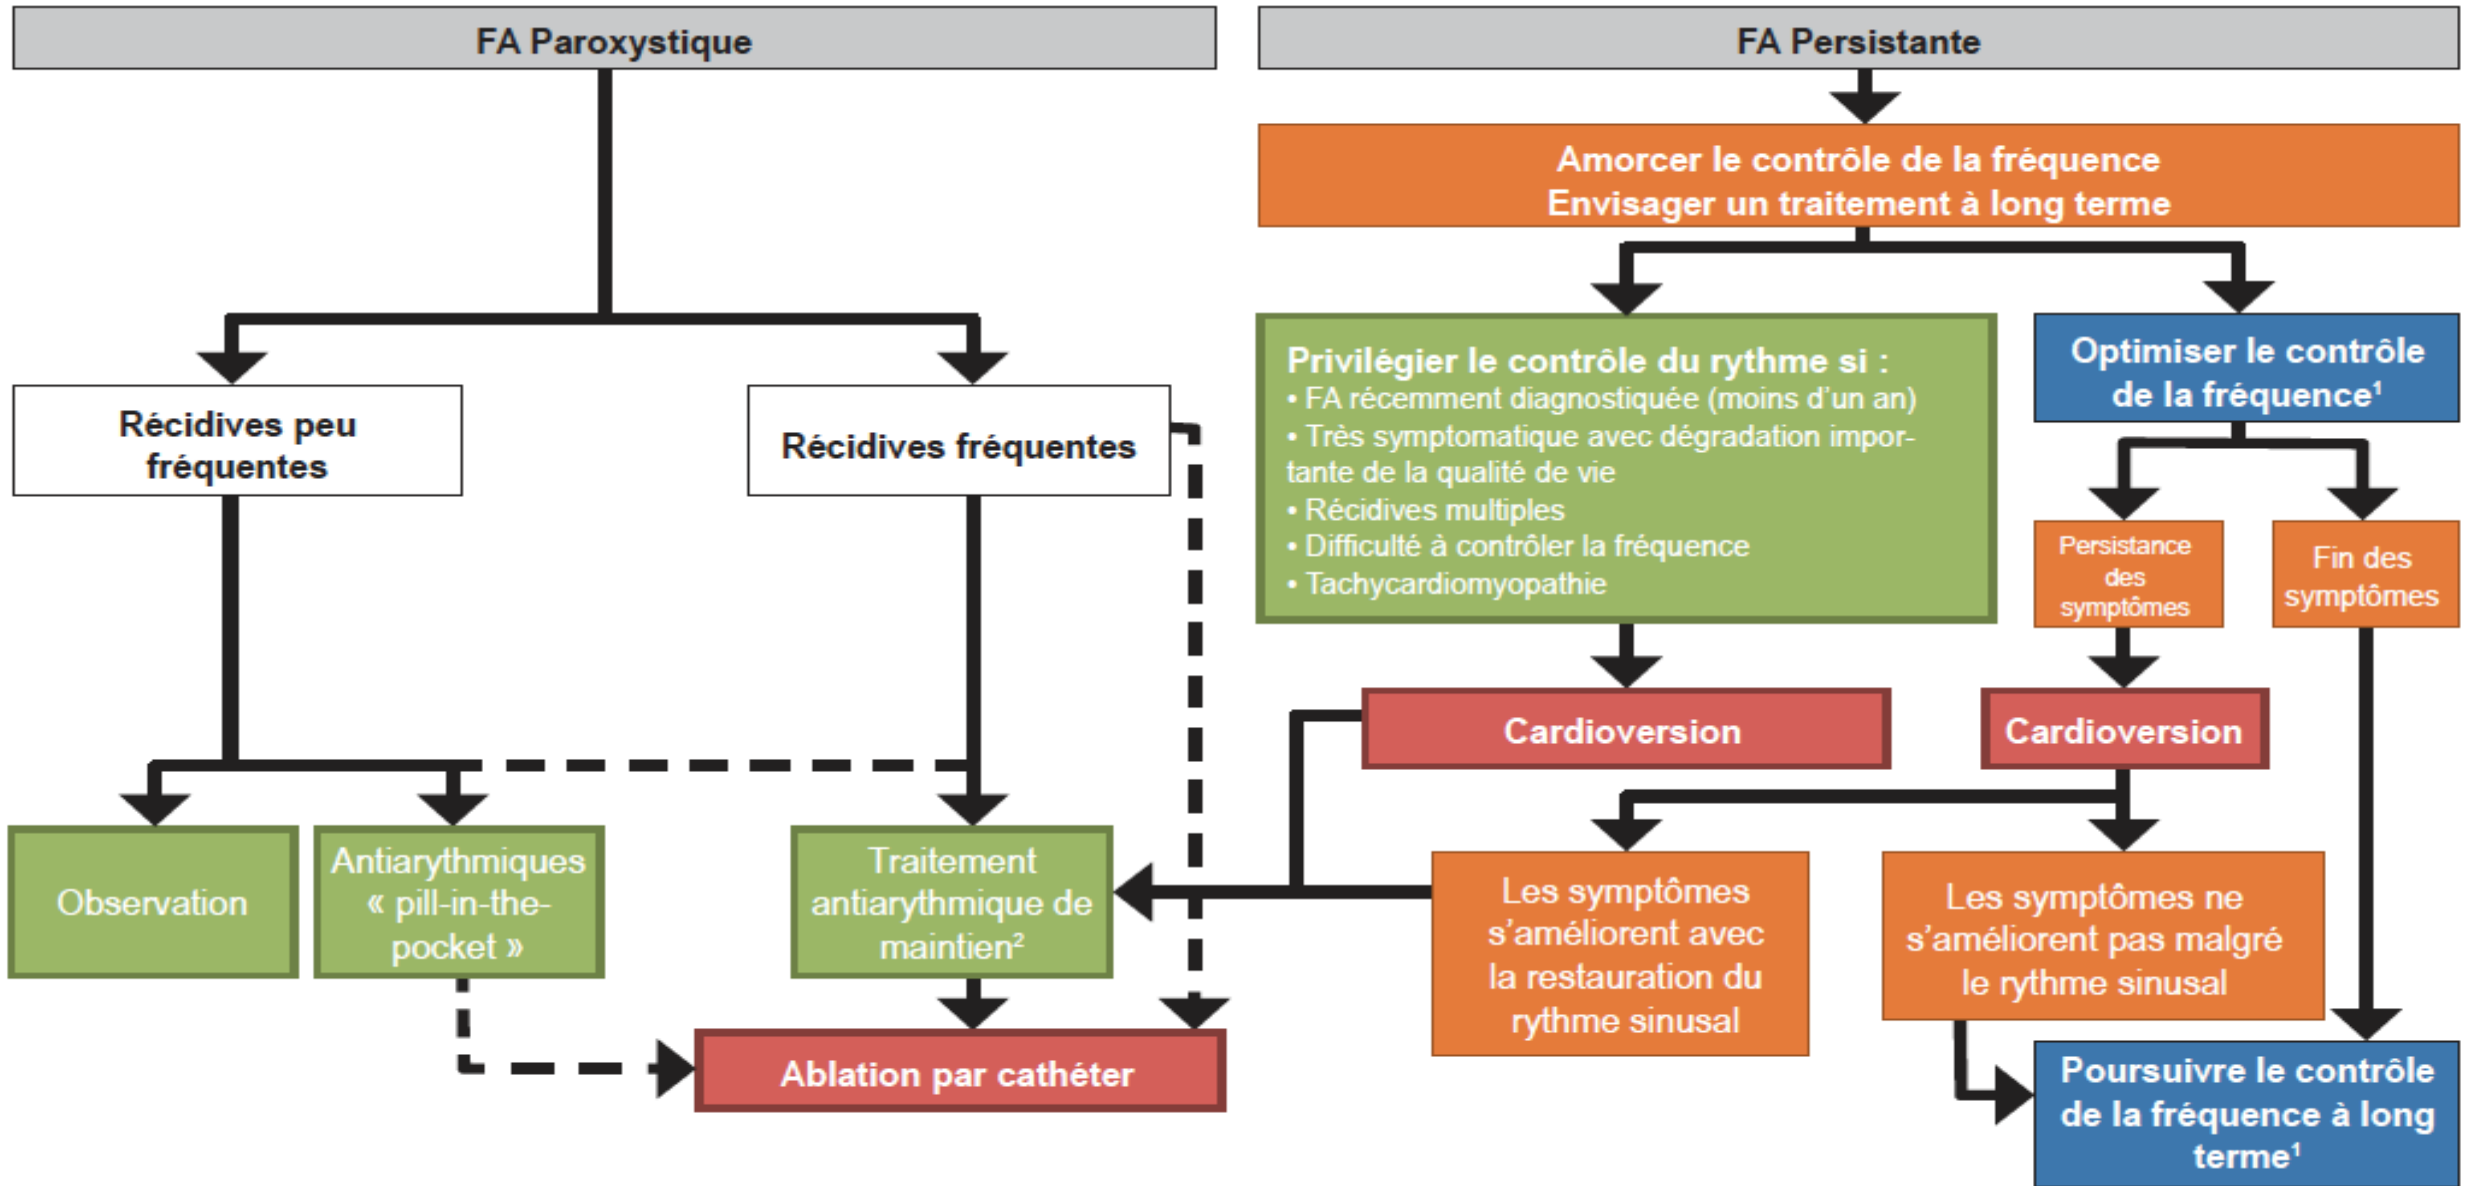 FA Paroxystique
FA Persistante
Amorcer le contrôle de la fréquence
Envisager un traitement à long terme
Récidives peu
fréquentes
Récidives fréquentes
Privilégier le contrôle du rythme si :
• FA récemment diagnostiquée (moins d’un an)
• Très symptomatique avec dégradation impor-
tante de la qualité de vie
• Récidives multiples
• Difficulté à contrôler la fréquence
• Tachycardiomyopathie
Optimiser le contrôle
de la fréquence¹
Persistance
des
symptômes
Fin des
symptômes
Cardioversion
Cardioversion
Observation
Antiarythmiques
« pill-in-the-
pocket »
Traitement
antiarythmique de
maintien²
Les symptômes
s’améliorent avec
la restauration du
rythme sinusal
Les symptômes ne
s’améliorent pas malgré
le rythme sinusal
Ablation par cathéter
Poursuivre le contrôle
de la fréquence à long
terme¹